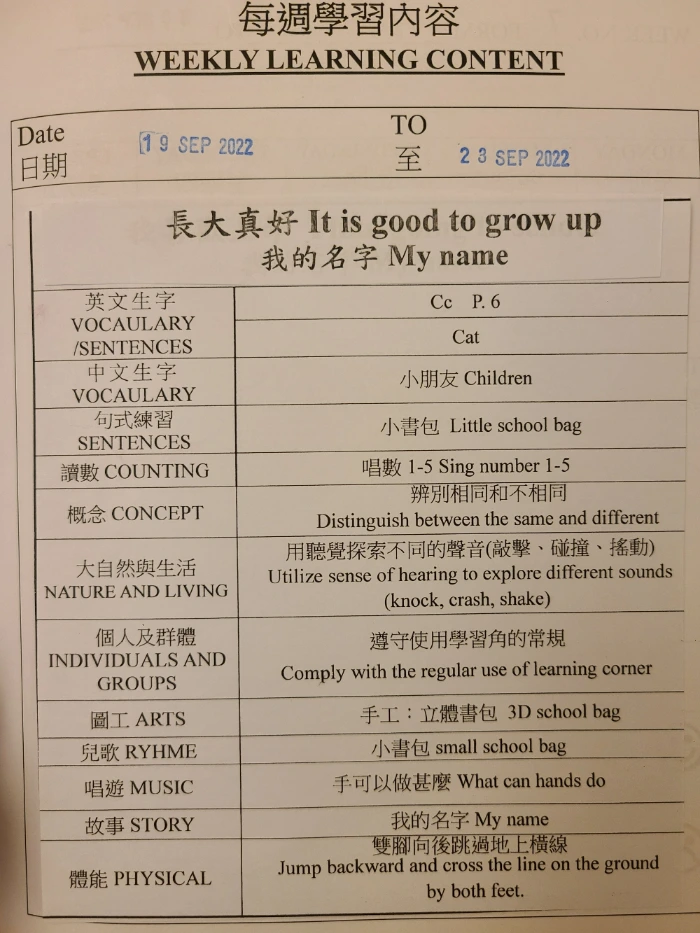 每週學習內容
WEEKLY LEARNING CONTENT
Date
日期
19 SEP 2022
TO
至
23 SEP 2022
長大真好 It is good to grow up
我的名字 My name
英文生字
VOCAULARY
/SENTENCES
Cc P. 6
Cat
中文生字
VOCAULARY
小朋友 Children
句式練習
SENTENCES
小書包 Little school bag
讀數 COUNTING
唱數 1-5 Sing number 1-5
概念 CONCEPT
辨別相同和不相同
Distinguish between the same and different
大自然與生活
NATURE AND LIVING
用聽覺探索不同的聲音(敲擊、碰撞、搖動)
Utilize sense of hearing to explore different sounds
(knock, crash, shake)
個人及群體
INDIVIDUALS AND
GROUPS
遵守使用學習角的常規
Comply with the regular use of learning corner
圖工 ARTS
手工：立體書包 3D school bag
兒歌 RYHME
小書包 small school bag
唱遊 MUSIC
手可以做甚麼 What can hands do
故事 STORY
我的名字 My name
體能 PHYSICAL
雙腳向後跳過地上橫線
Jump backward and cross the line on the ground
by both feet.